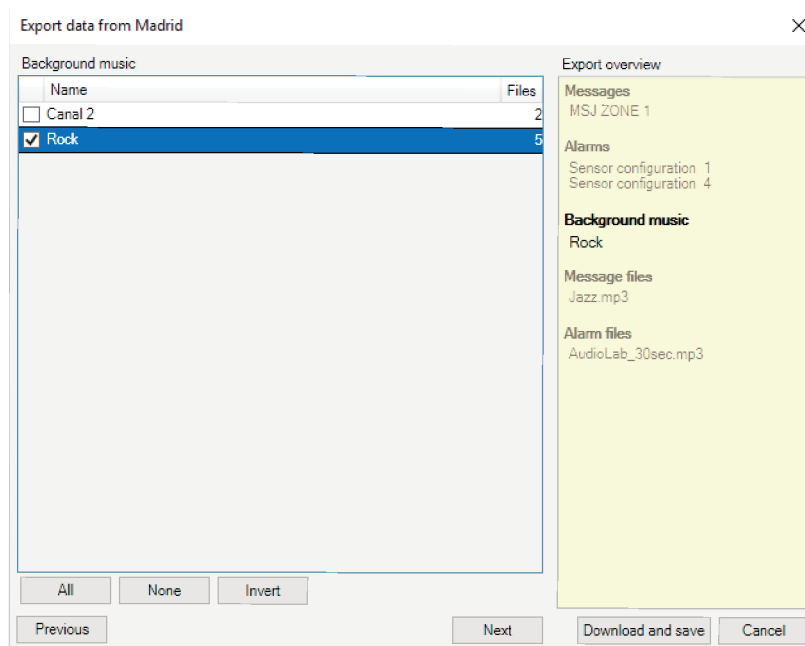 Export data from Madrid
Background music
Name Files
Canal 2 2
Rock 5
All None Invert
Previous Next
Export overview
Messages
MSJ ZONE 1
Alarms
Sensor configuration 1
Sensor configuration 4
Background music
Rock
Message files
Jazz.mp3
Alarm files
AudioLab_30sec.mp3
Download and save Cancel